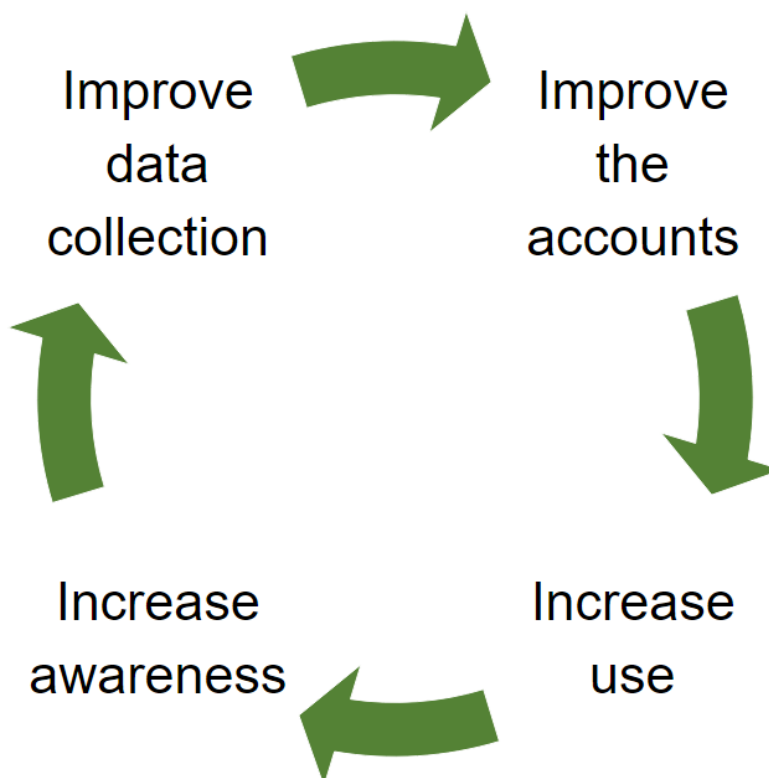 Improve
data
collection
Improve
the
accounts
Increase
use
Increase
awareness